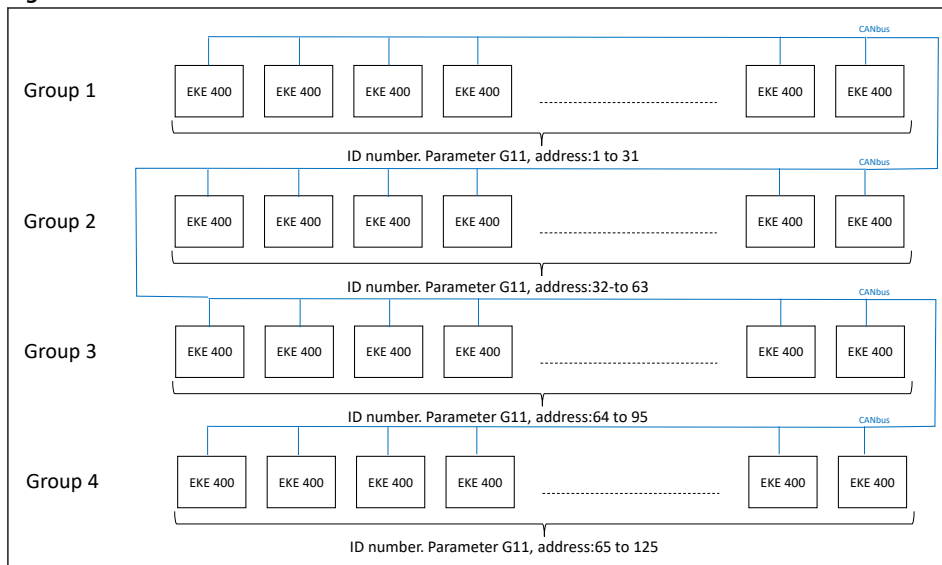 CANbus
Group 1
EKE 400 EKE 400 EKE 400 EKE 400 EKE 400 EKE 400
ID number. Parameter G11, address:1 to 31
CANbus
Group 2
EKE 400 EKE 400 EKE 400 EKE 400 EKE 400 EKE 400
ID number. Parameter G11, address:32-to 63
CANbus
Group 3
EKE 400 EKE 400 EKE 400 EKE 400 EKE 400 EKE 400
ID number. Parameter G11, address:64 to 95
CANbus
Group 4
EKE 400 EKE 400 EKE 400 EKE 400 EKE 400 EKE 400
ID number. Parameter G11, address:65 to 125